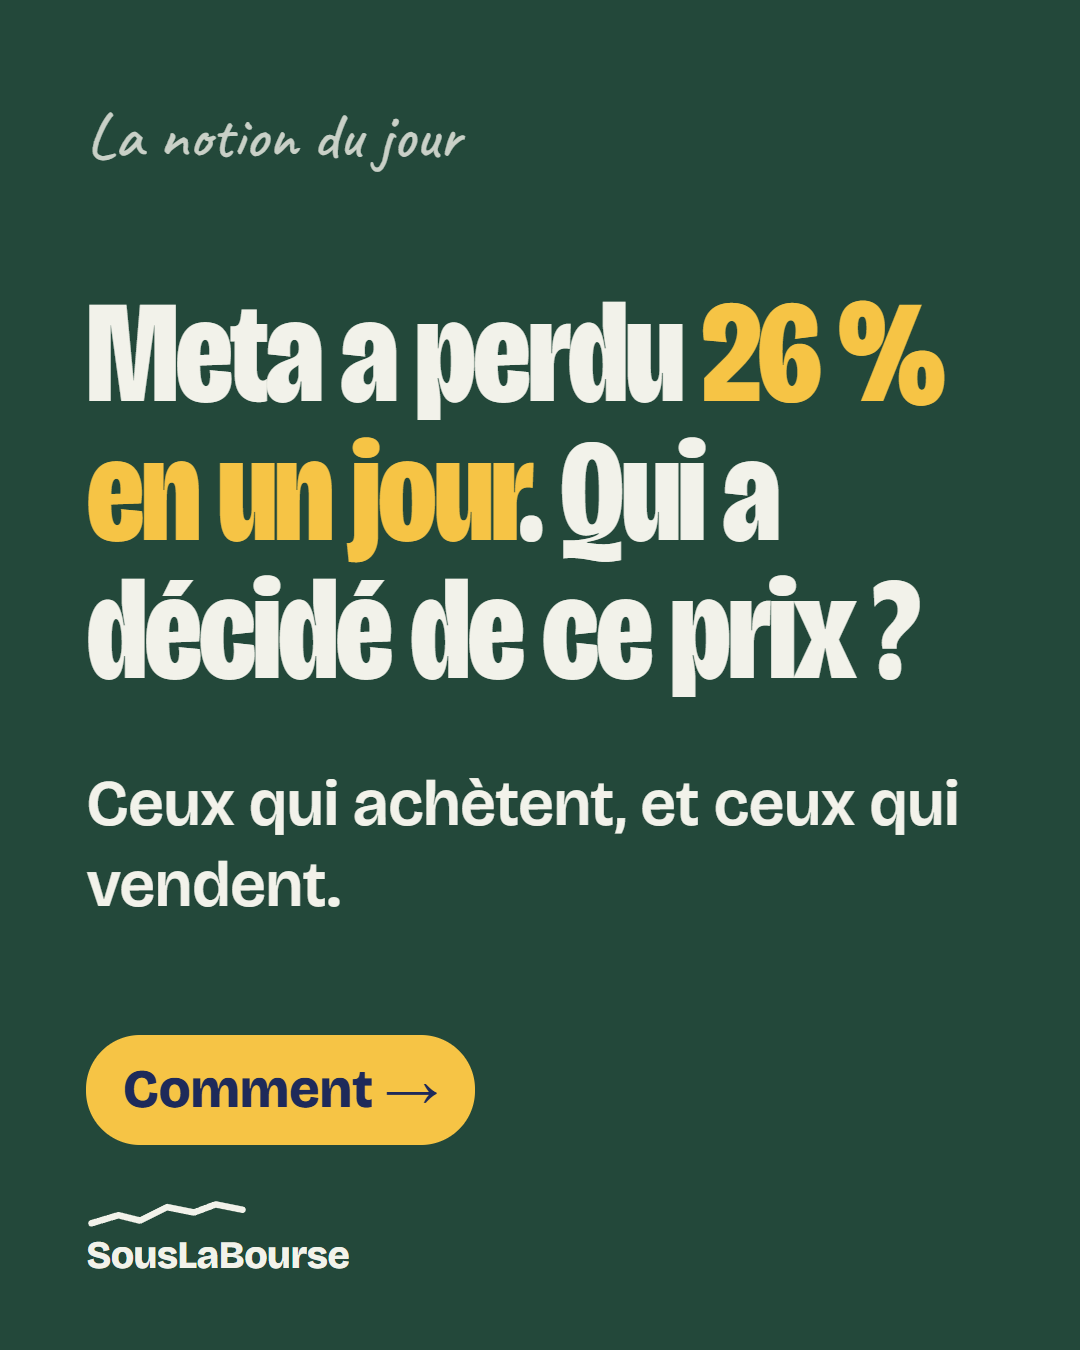 La notion du jour
Meta a perdu 26 %
en un jour. Qui a
décidé de ce prix ?
Ceux qui achètent, et ceux qui
vendent.
Comment →
SousLaBourse